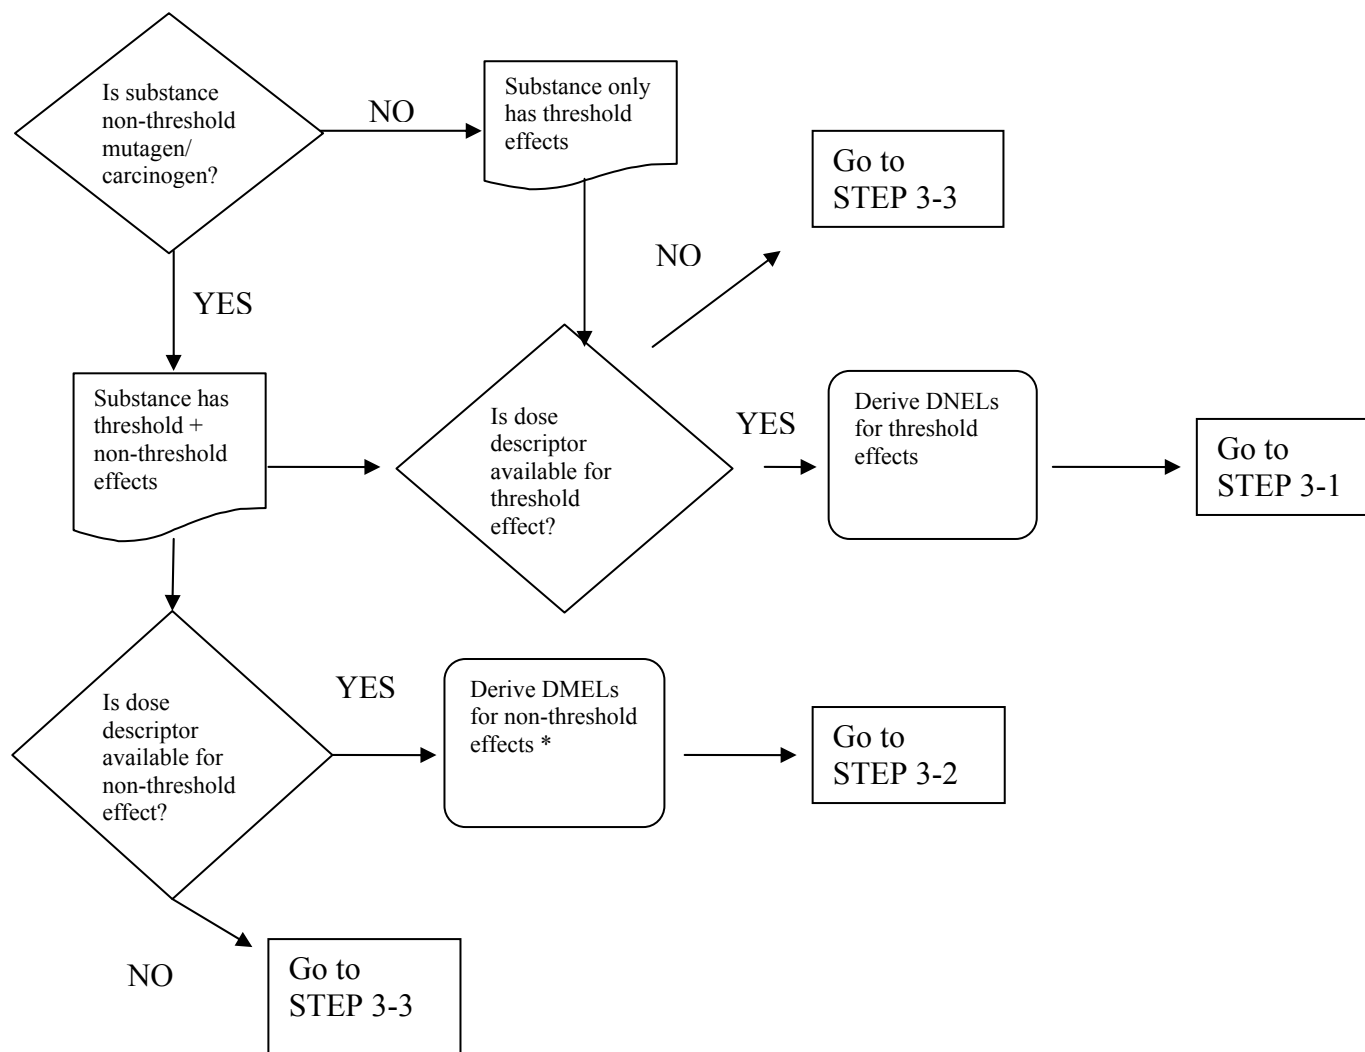 Is substance
non-threshold
mutagen/
carcinogen?
NO
Substance only
has threshold
effects
Go to
STEP 3-3
NO
YES
Substance has
threshold +
non-threshold
effects
Is dose
descriptor
available for
threshold
effect?
YES
Derive DNELs
for threshold
effects
Go to
STEP 3-1
Is dose
descriptor
available for
non-threshold
effect?
YES
Derive DMELs
for non-threshold
effects *
Go to
STEP 3-2
NO
Go to
STEP 3-3